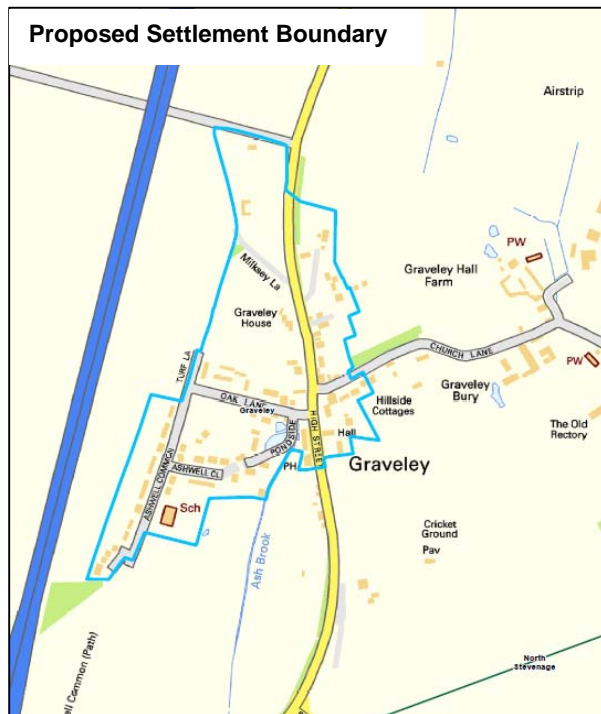 Proposed Settlement Boundary
Airstrip
PW
Milksey La
Graveley Hall
Farm
Graveley
House
CHURCH LANE
TURF LA
PW
OAK LANE
Graveley
Graveley
Bury
Hillside
Cottages
HIGH STREET
PONDSIDE
Hall
The Old
Rectory
Graveley
ASHWELL COMMON
ASHWELL CL
PH
Sch
Cricket
Ground
Pav
Ash Brook
North
Stevenage
ell Common (Path)